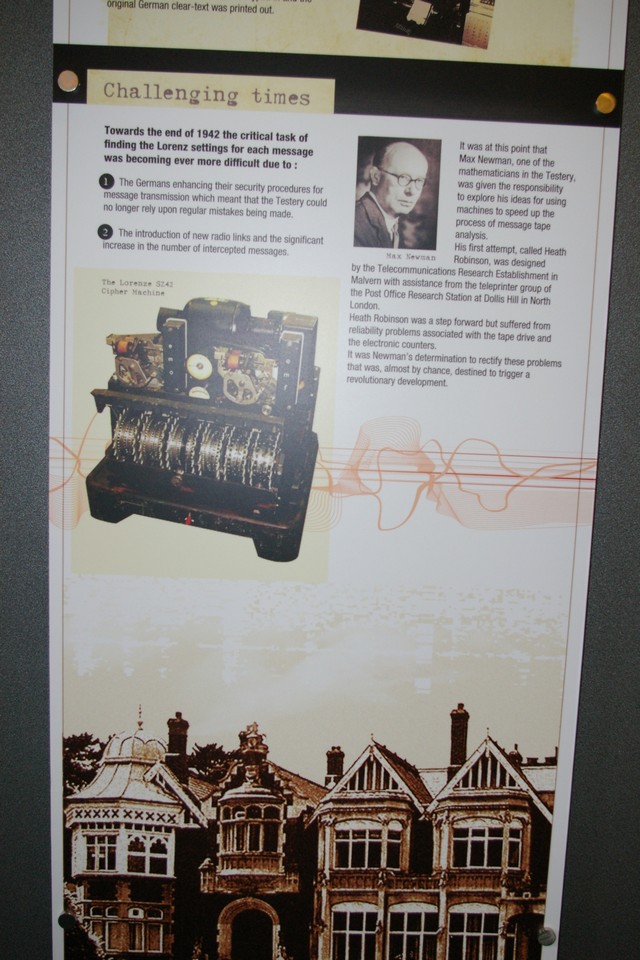 original German clear-text was printed out.
Challenging times
Towards the end of 1942 the critical task of
finding the Lorenz settings for each message
was becoming ever more difficult due to :
1 The Germans enhancing their security procedures for
message transmission which meant that the Testery could
no longer rely upon regular mistakes being made.
2 The introduction of new radio links and the significant
increase in the number of intercepted messages.
The Lorenze SZ42
Cipher Machine
Max Newman
It was at this point that
Max Newman, one of the
mathematicians in the Testery,
was given the responsibility
to explore his ideas for using
machines to speed up the
process of message tape
analysis.
His first attempt, called Heath
Robinson, was designed
by the Telecommunications Research Establishment in
Malvern with assistance from the teleprinter group of
the Post Office Research Station at Dollis Hill in North
London.
Heath Robinson was a step forward but suffered from
reliability problems associated with the tape drive and
the electronic counters.
It was Newman's determination to rectify these problems
that was, almost by chance, destined to trigger a
revolutionary development.